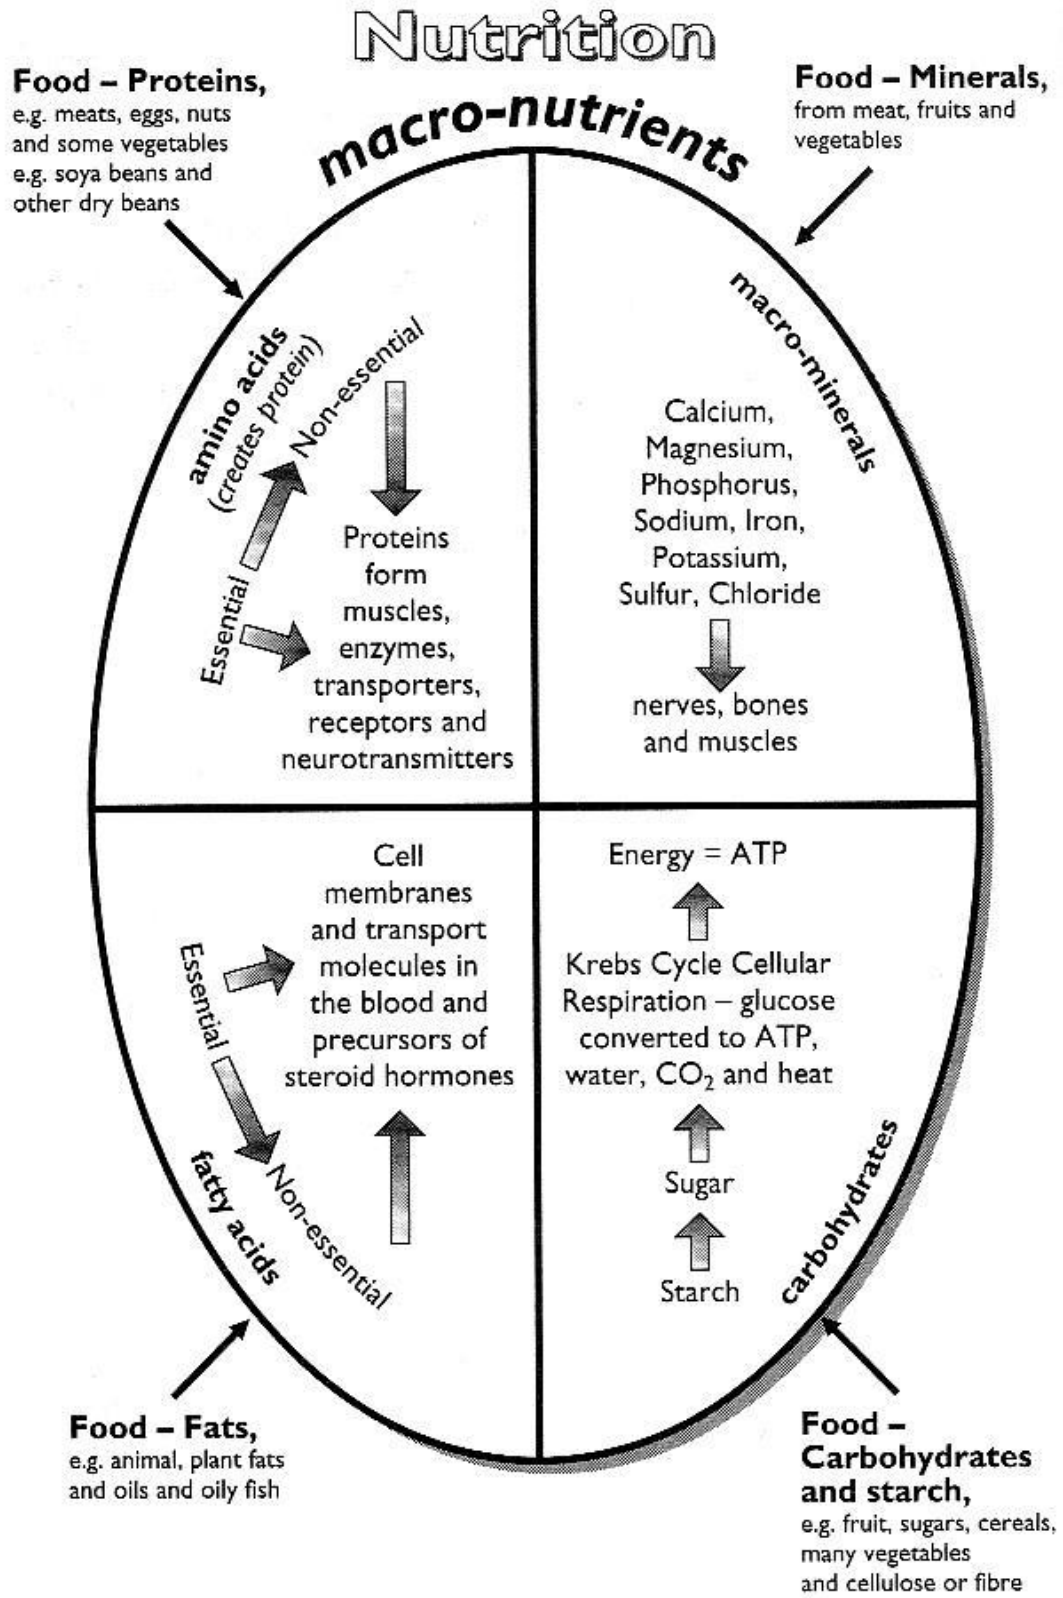 Nutrition
macro-nutrients
Food – Proteins,
e.g. meats, eggs, nuts
and some vegetables
e.g. soya beans and
other dry beans
Food – Minerals,
from meat, fruits and
vegetables
amino acids
(creates protein)
Non-essential
Essential
Proteins
form
muscles,
enzymes,
transporters,
receptors and
neurotransmitters
macro-minerals
Calcium,
Magnesium,
Phosphorus,
Sodium, Iron,
Potassium,
Sulfur, Chloride
nerves, bones
and muscles
Cell
membranes
and transport
molecules in
the blood and
precursors of
steroid hormones
Essential
Non-essential
fatty acids
Energy = ATP
Krebs Cycle Cellular
Respiration – glucose
converted to ATP,
water, CO₂ and heat
Sugar
Starch
carbohydrates
Food – Fats,
e.g. animal, plant fats
and oils and oily fish
Food –
Carbohydrates
and starch,
e.g. fruit, sugars, cereals,
many vegetables
and cellulose or fibre